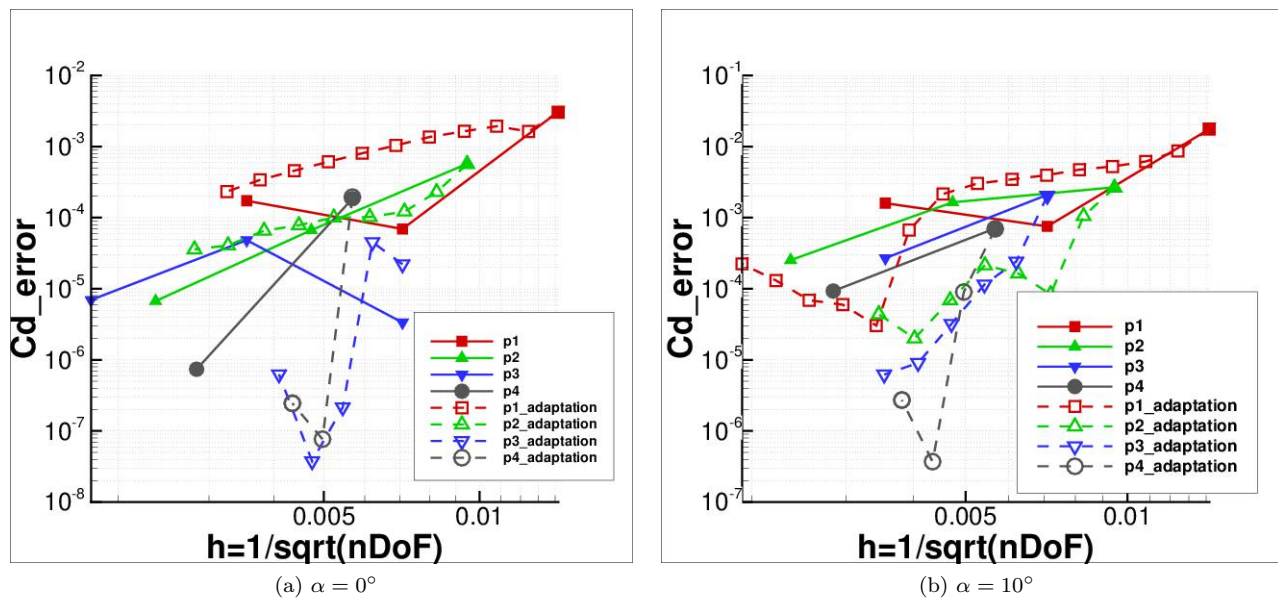 10^-2
10^-3
10^-4
10^-5
10^-6
10^-7
10^-8
Cd_error
0.005
0.01
h=1/sqrt(nDoF)
p1
p2
p3
p4
p1_adaptation
p2_adaptation
p3_adaptation
p4_adaptation
(a) α = 0°
10^-1
10^-2
10^-3
10^-4
10^-5
10^-6
10^-7
Cd_error
0.005
0.01
h=1/sqrt(nDoF)
p1
p2
p3
p4
p1_adaptation
p2_adaptation
p3_adaptation
p4_adaptation
(b) α = 10°